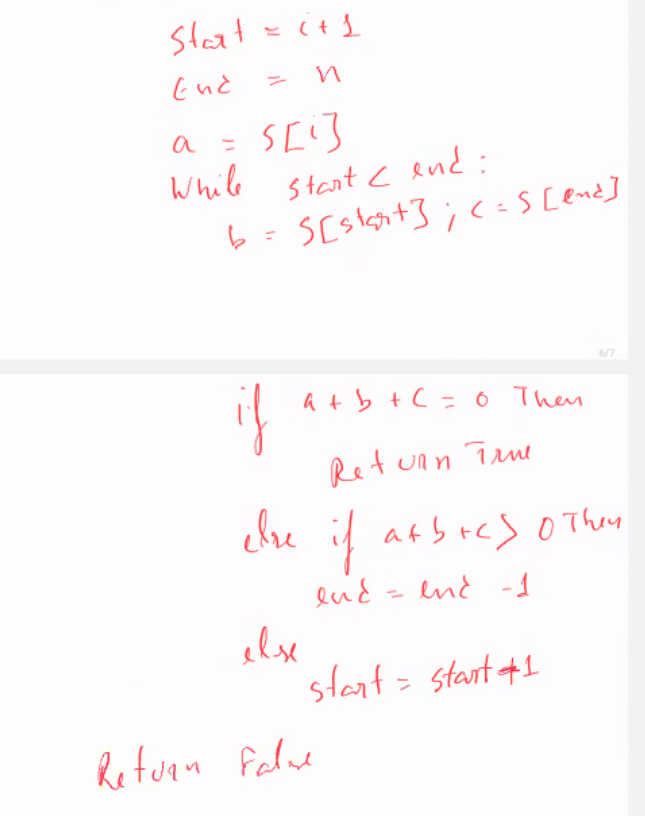 start = i+1
End = n
a = S[i]
While start < end:
b = S[start]; c = S[end]
6/7
if a + b + c = 0 Then
Return True
else if a+b+c > 0 Then
end = end -1
else
start = start+1
Return False